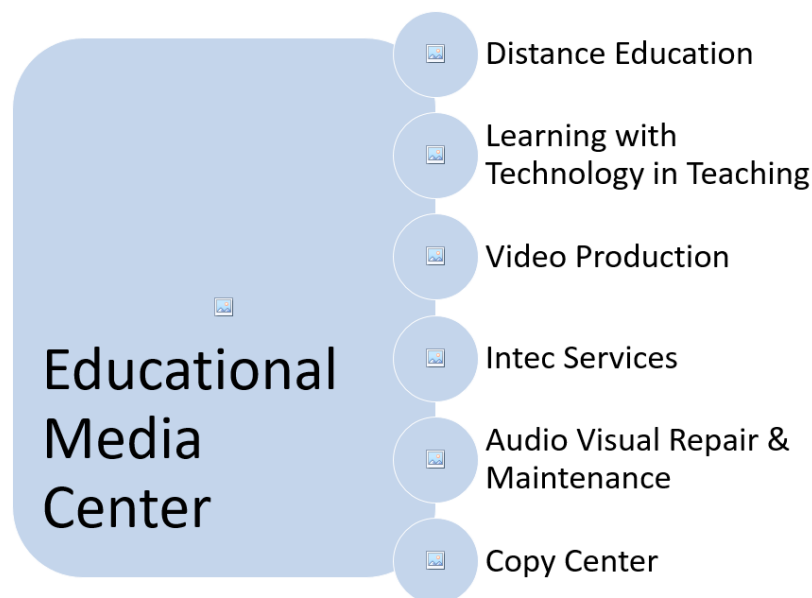 Educational
Media
Center
Distance Education
Learning with
Technology in Teaching
Video Production
Intec Services
Audio Visual Repair &
Maintenance
Copy Center